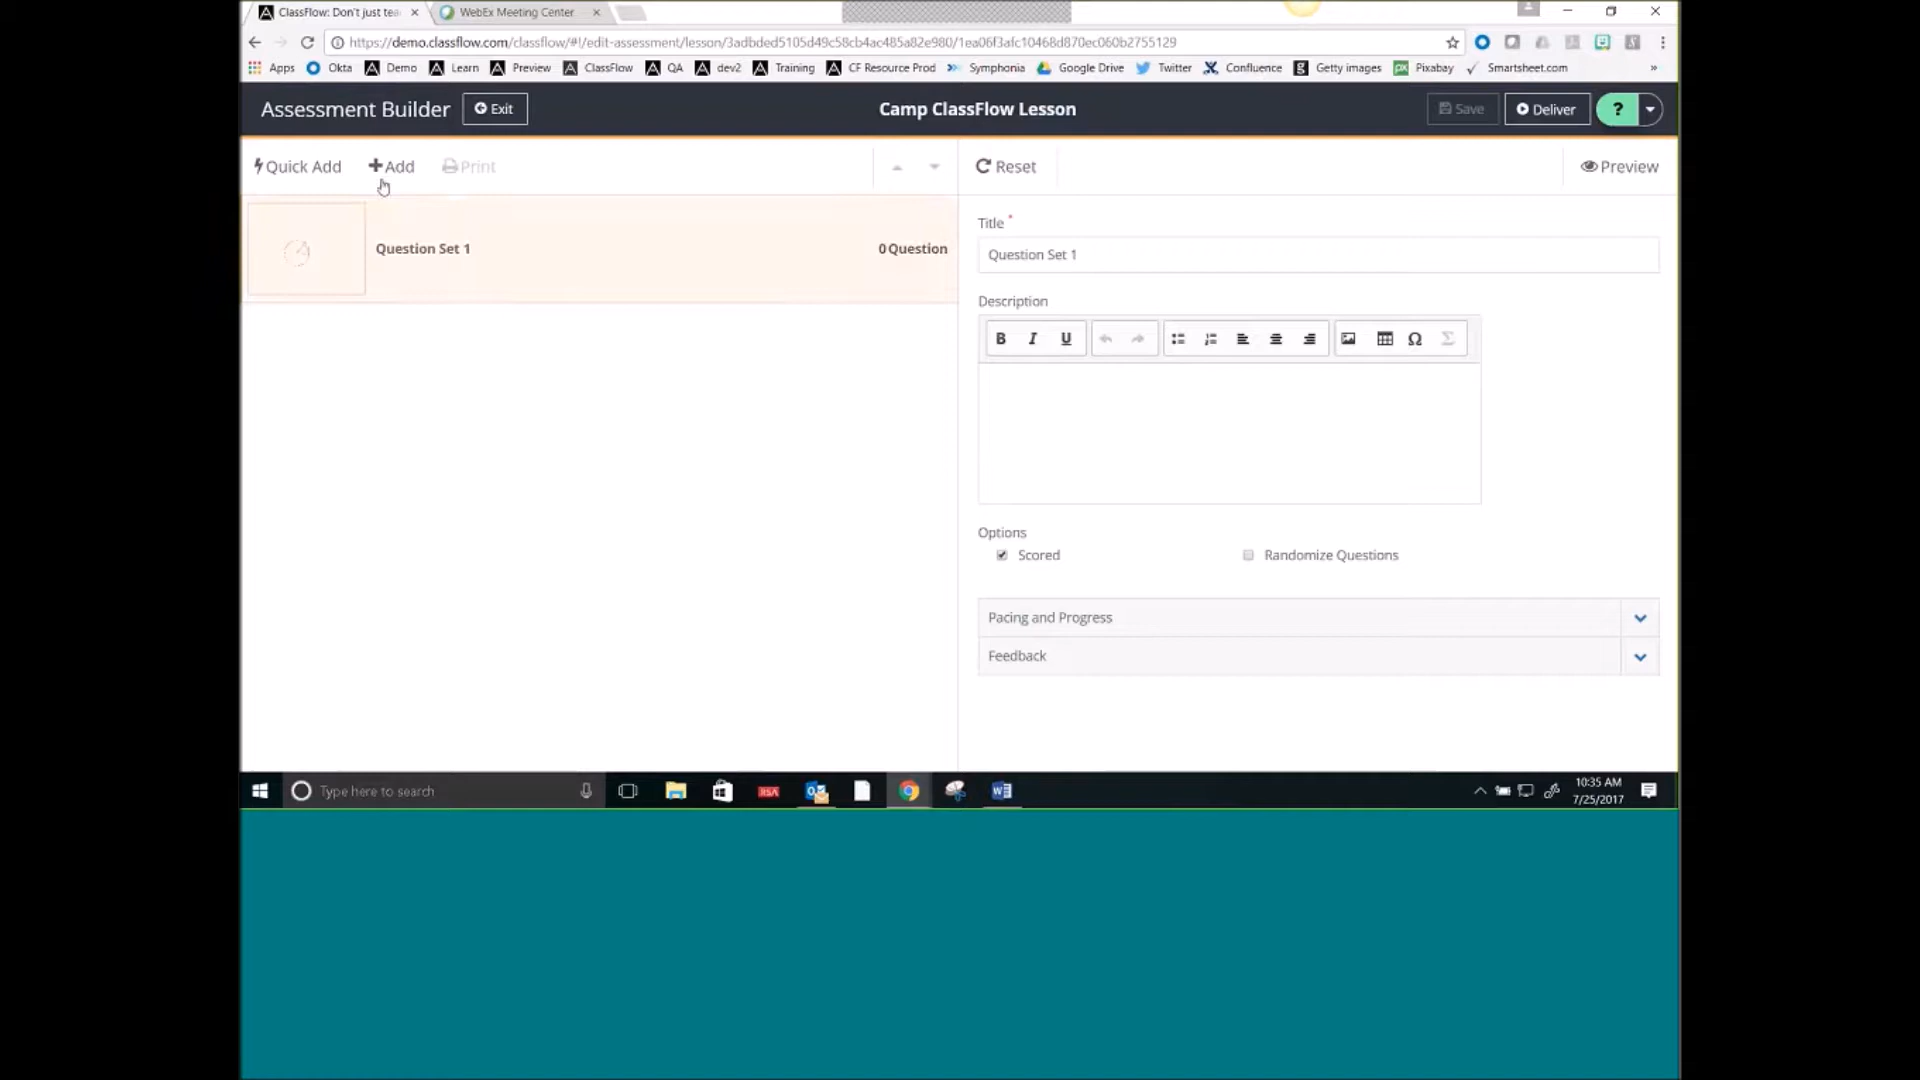 ClassFlow: Don't just tea
WebEx Meeting Center
https://demo.classflow.com/classflow/#!/edit-assessment/lesson/3adbded5105d49c58cb4ac485a82e980/1ea06f3afc10468d870ec060b2755129
Apps Okta Demo Learn Preview ClassFlow QA dev2 Training CF Resource Prod Symphonia Google Drive Twitter Confluence Getty images Pixabay Smartsheet.com »
Assessment Builder Exit Camp ClassFlow Lesson Save Deliver ?
Quick Add Add Print Reset Preview
Question Set 1 0 Question
Title *
Question Set 1
Description
B I U Ω Σ
Options
Scored Randomize Questions
Pacing and Progress
Feedback
Type here to search
RSA
10:35 AM
7/25/2017